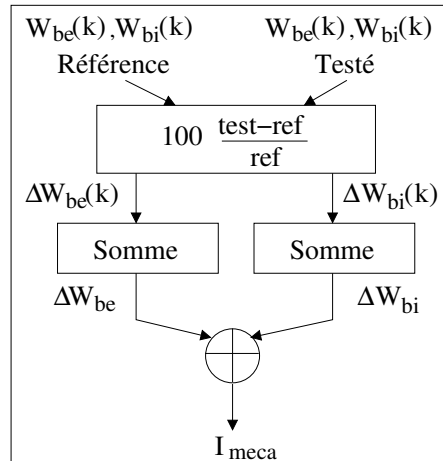 W_be(k) ,W_bi(k) W_be(k), W_bi(k)
Référence Testé
100 test−ref
ref
ΔW_be(k) ΔW_bi(k)
Somme Somme
ΔW_be ΔW_bi
I_meca